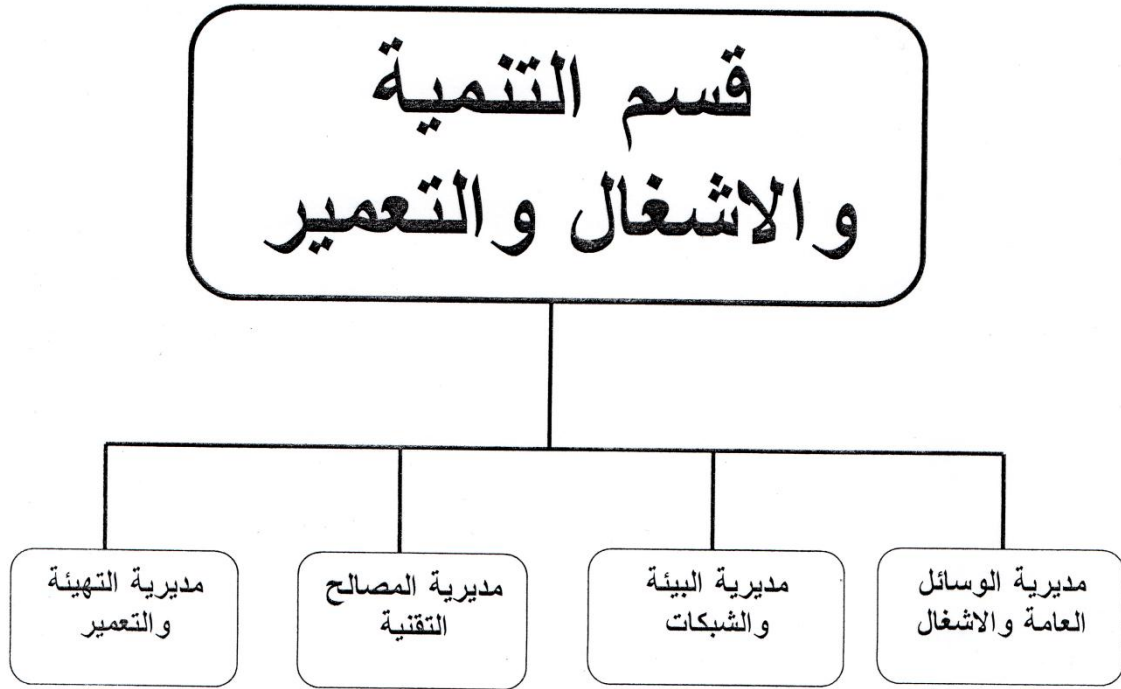 قسم التنمية
والاشغال والتعمير
مديرية الوسائل
العامة والاشغال
مديرية البيئة
والشبكات
مديرية المصالح
التقنية
مديرية التهيئة
والتعمير